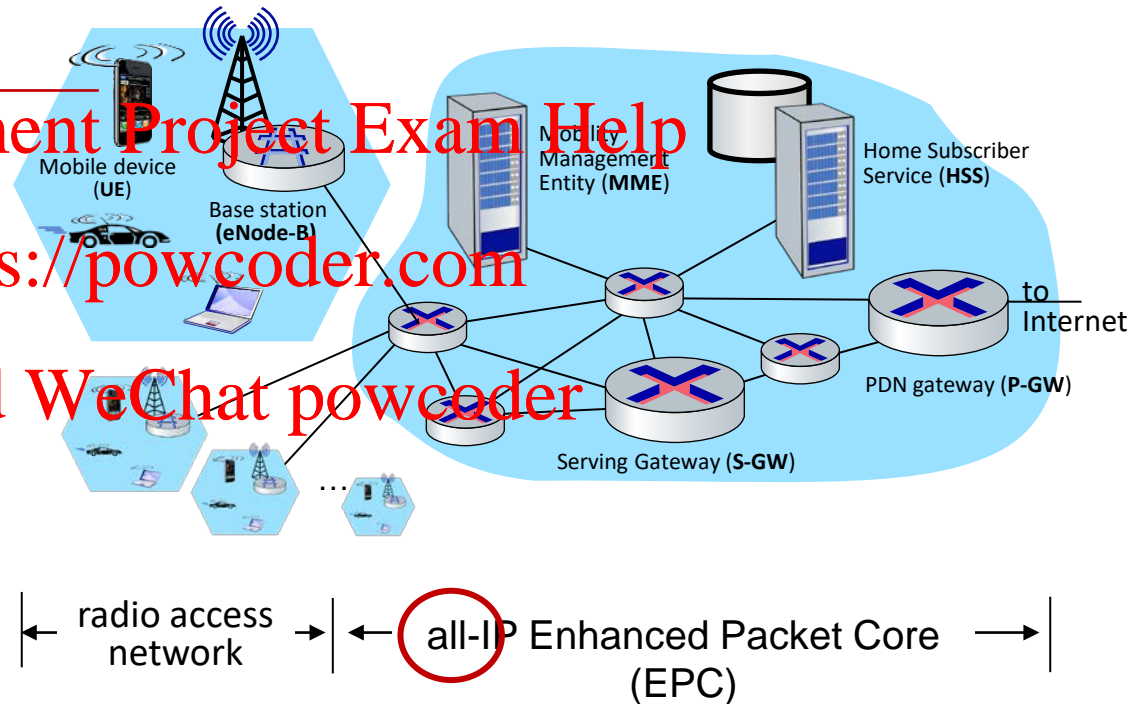 ment Project Exam Help
Mobile device
(UE)
Base station
(eNode-B)
Mobility
Management
Entity (MME)
Home Subscriber
Service (HSS)
s://powcoder.com
to
Internet
d WeChat powcoder
PDN gateway (P-GW)
Serving Gateway (S-GW)
...
radio access
network
all-IP Enhanced Packet Core
(EPC)